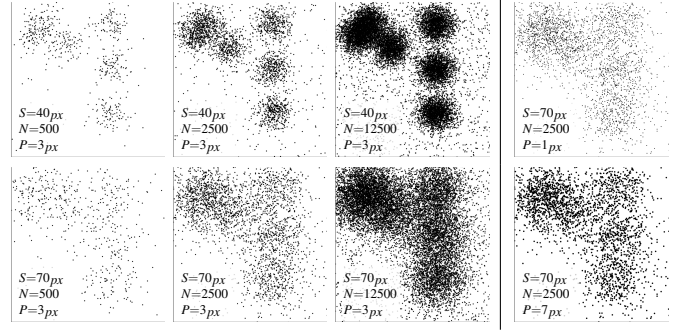 S=40px
N=500
P=3px
S=40px
N=2500
P=3px
S=40px
N=12500
P=3px
S=70px
N=2500
P=1px
S=70px
N=500
P=3px
S=70px
N=2500
P=3px
S=70px
N=12500
P=3px
S=70px
N=2500
P=7px